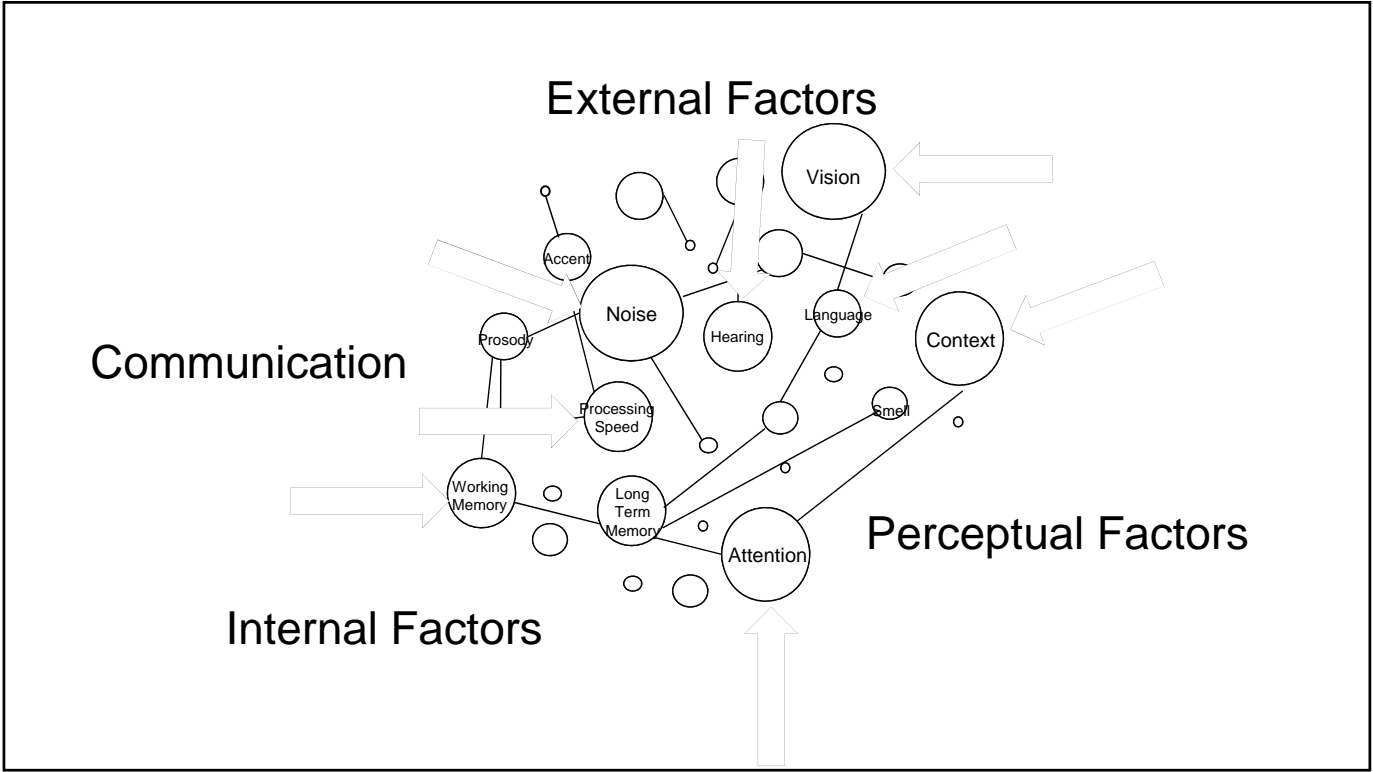 External Factors
Vision
Accent
Noise
Language
Prosody
Hearing
Context
Communication
Processing
Speed
Smell
Working
Memory
Long
Term
Memory
Attention
Perceptual Factors
Internal Factors